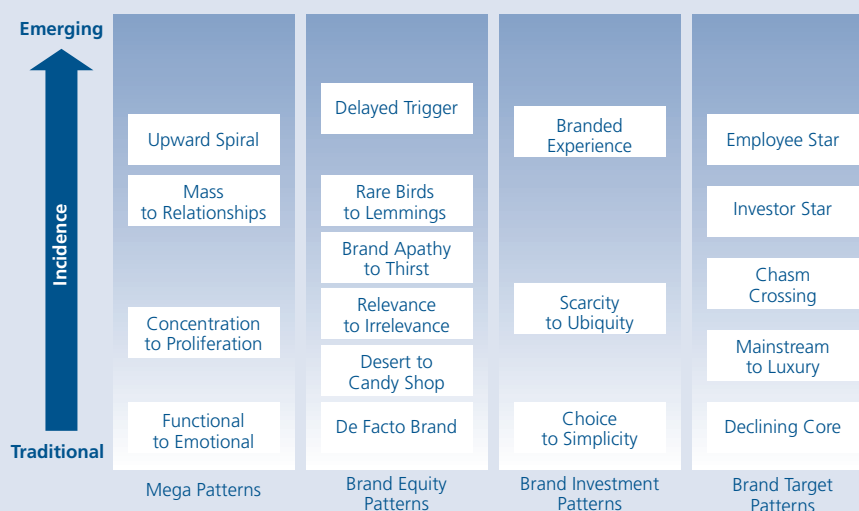 Emerging
Incidence
Traditional
Upward Spiral
Mass
to Relationships
Concentration
to Proliferation
Functional
to Emotional
Mega Patterns
Delayed Trigger
Rare Birds
to Lemmings
Brand Apathy
to Thirst
Relevance
to Irrelevance
Desert to
Candy Shop
De Facto Brand
Brand Equity
Patterns
Branded
Experience
Scarcity
to Ubiquity
Choice
to Simplicity
Brand Investment
Patterns
Employee Star
Investor Star
Chasm
Crossing
Mainstream
to Luxury
Declining Core
Brand Target
Patterns